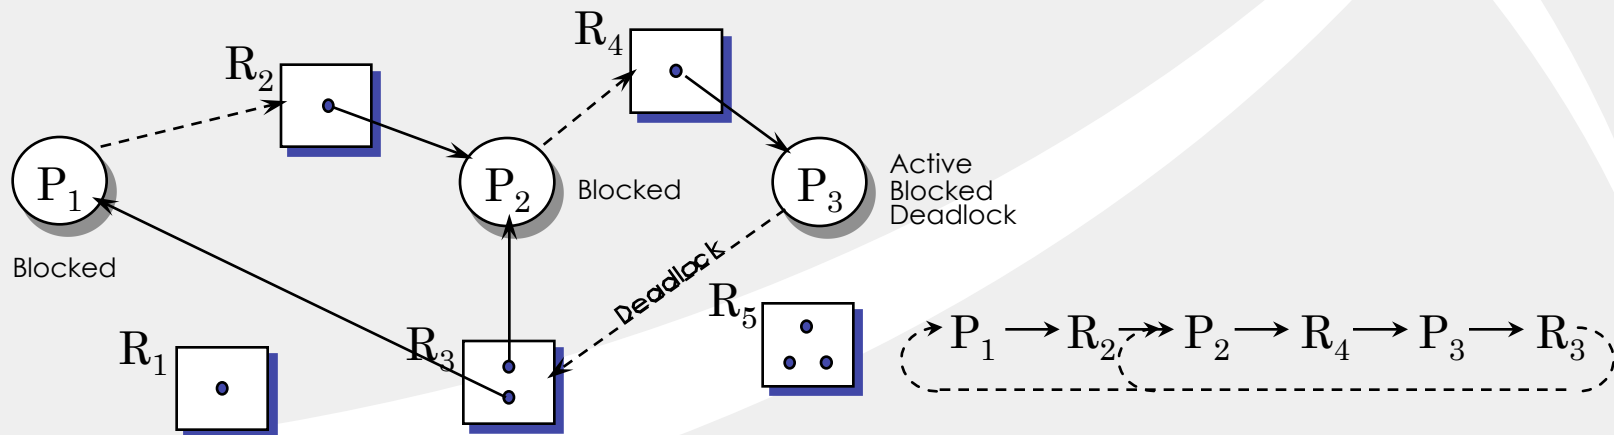 R₄
R₂
P₁
P₂
Blocked
P₃
Active
Blocked
Deadlock
Blocked
Deadlock
R₁
R₃
R₅
P₁ → R₂ → P₂ → R₄ → P₃ → R₃